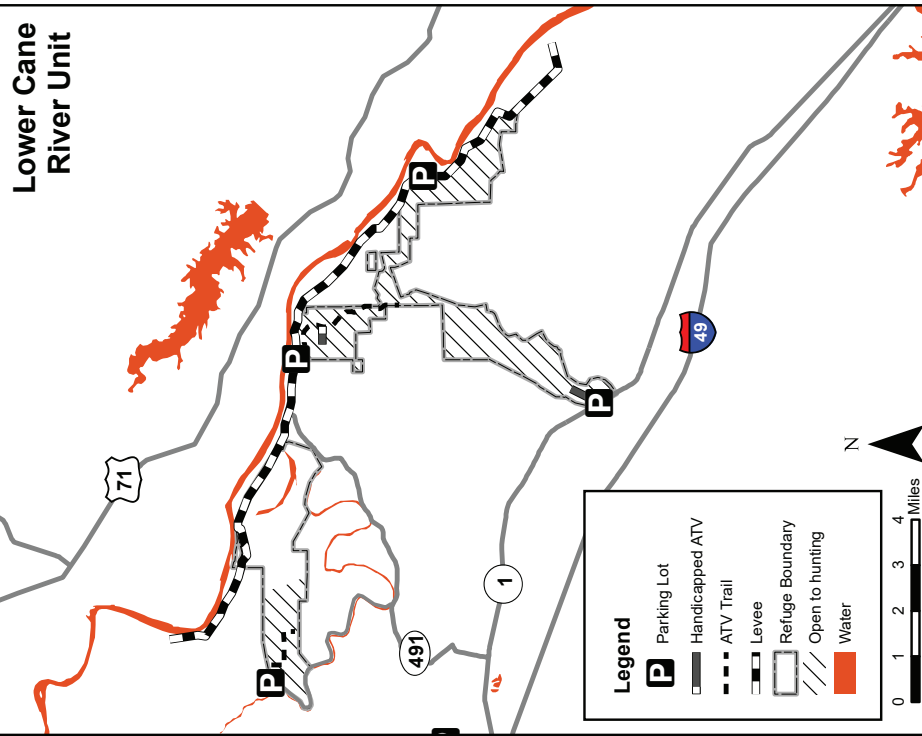 Lower Cane
River Unit
71
P
P
P
49
P
491
1
N
Legend
P Parking Lot
Handicapped ATV
ATV Trail
Levee
Refuge Boundary
Open to hunting
Water
0 1 2 3 4
Miles